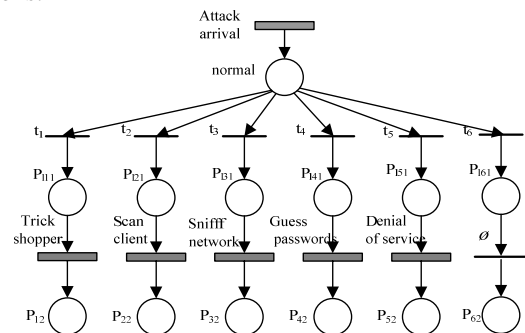 Attack
arrival
normal
t1 t2 t3 t4 t5 t6
PI11 PI21 PI31 PI41 PI51 PI61
Trick
shopper
Scan
client
Snifff
network
Guess
passwords
Denial
of service
ø
P12 P22 P32 P42 P52 P62